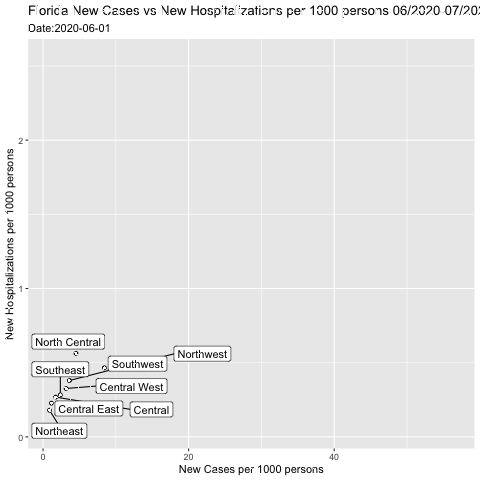 Florida New Cases vs New Hospitalizations per 1000 persons 06/2020-07/202
Date:2020-06-01
New Hospitalizations per 1000 persons
2
1
0
North Central
Northwest
Southeast
Southwest
Central West
Central East
Central
Northeast
0 20 40
New Cases per 1000 persons